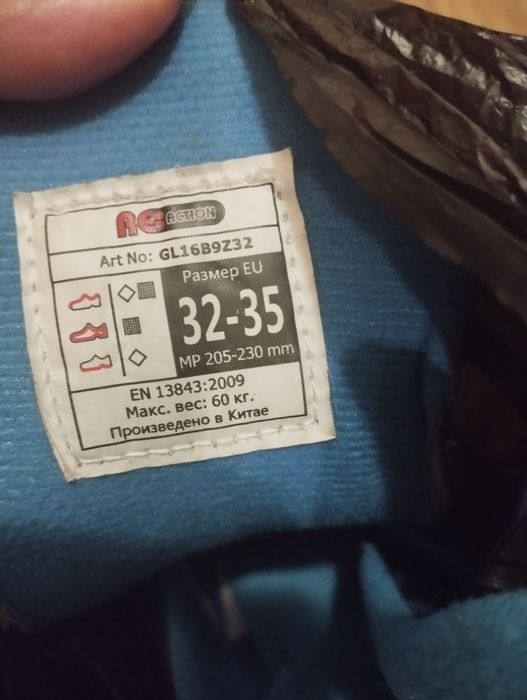 ACTION
Art No: GL16B9Z32
Размер EU
32-35
MP 205-230 mm
EN 13843:2009
Макс. вес: 60 кг.
Произведено в Китае